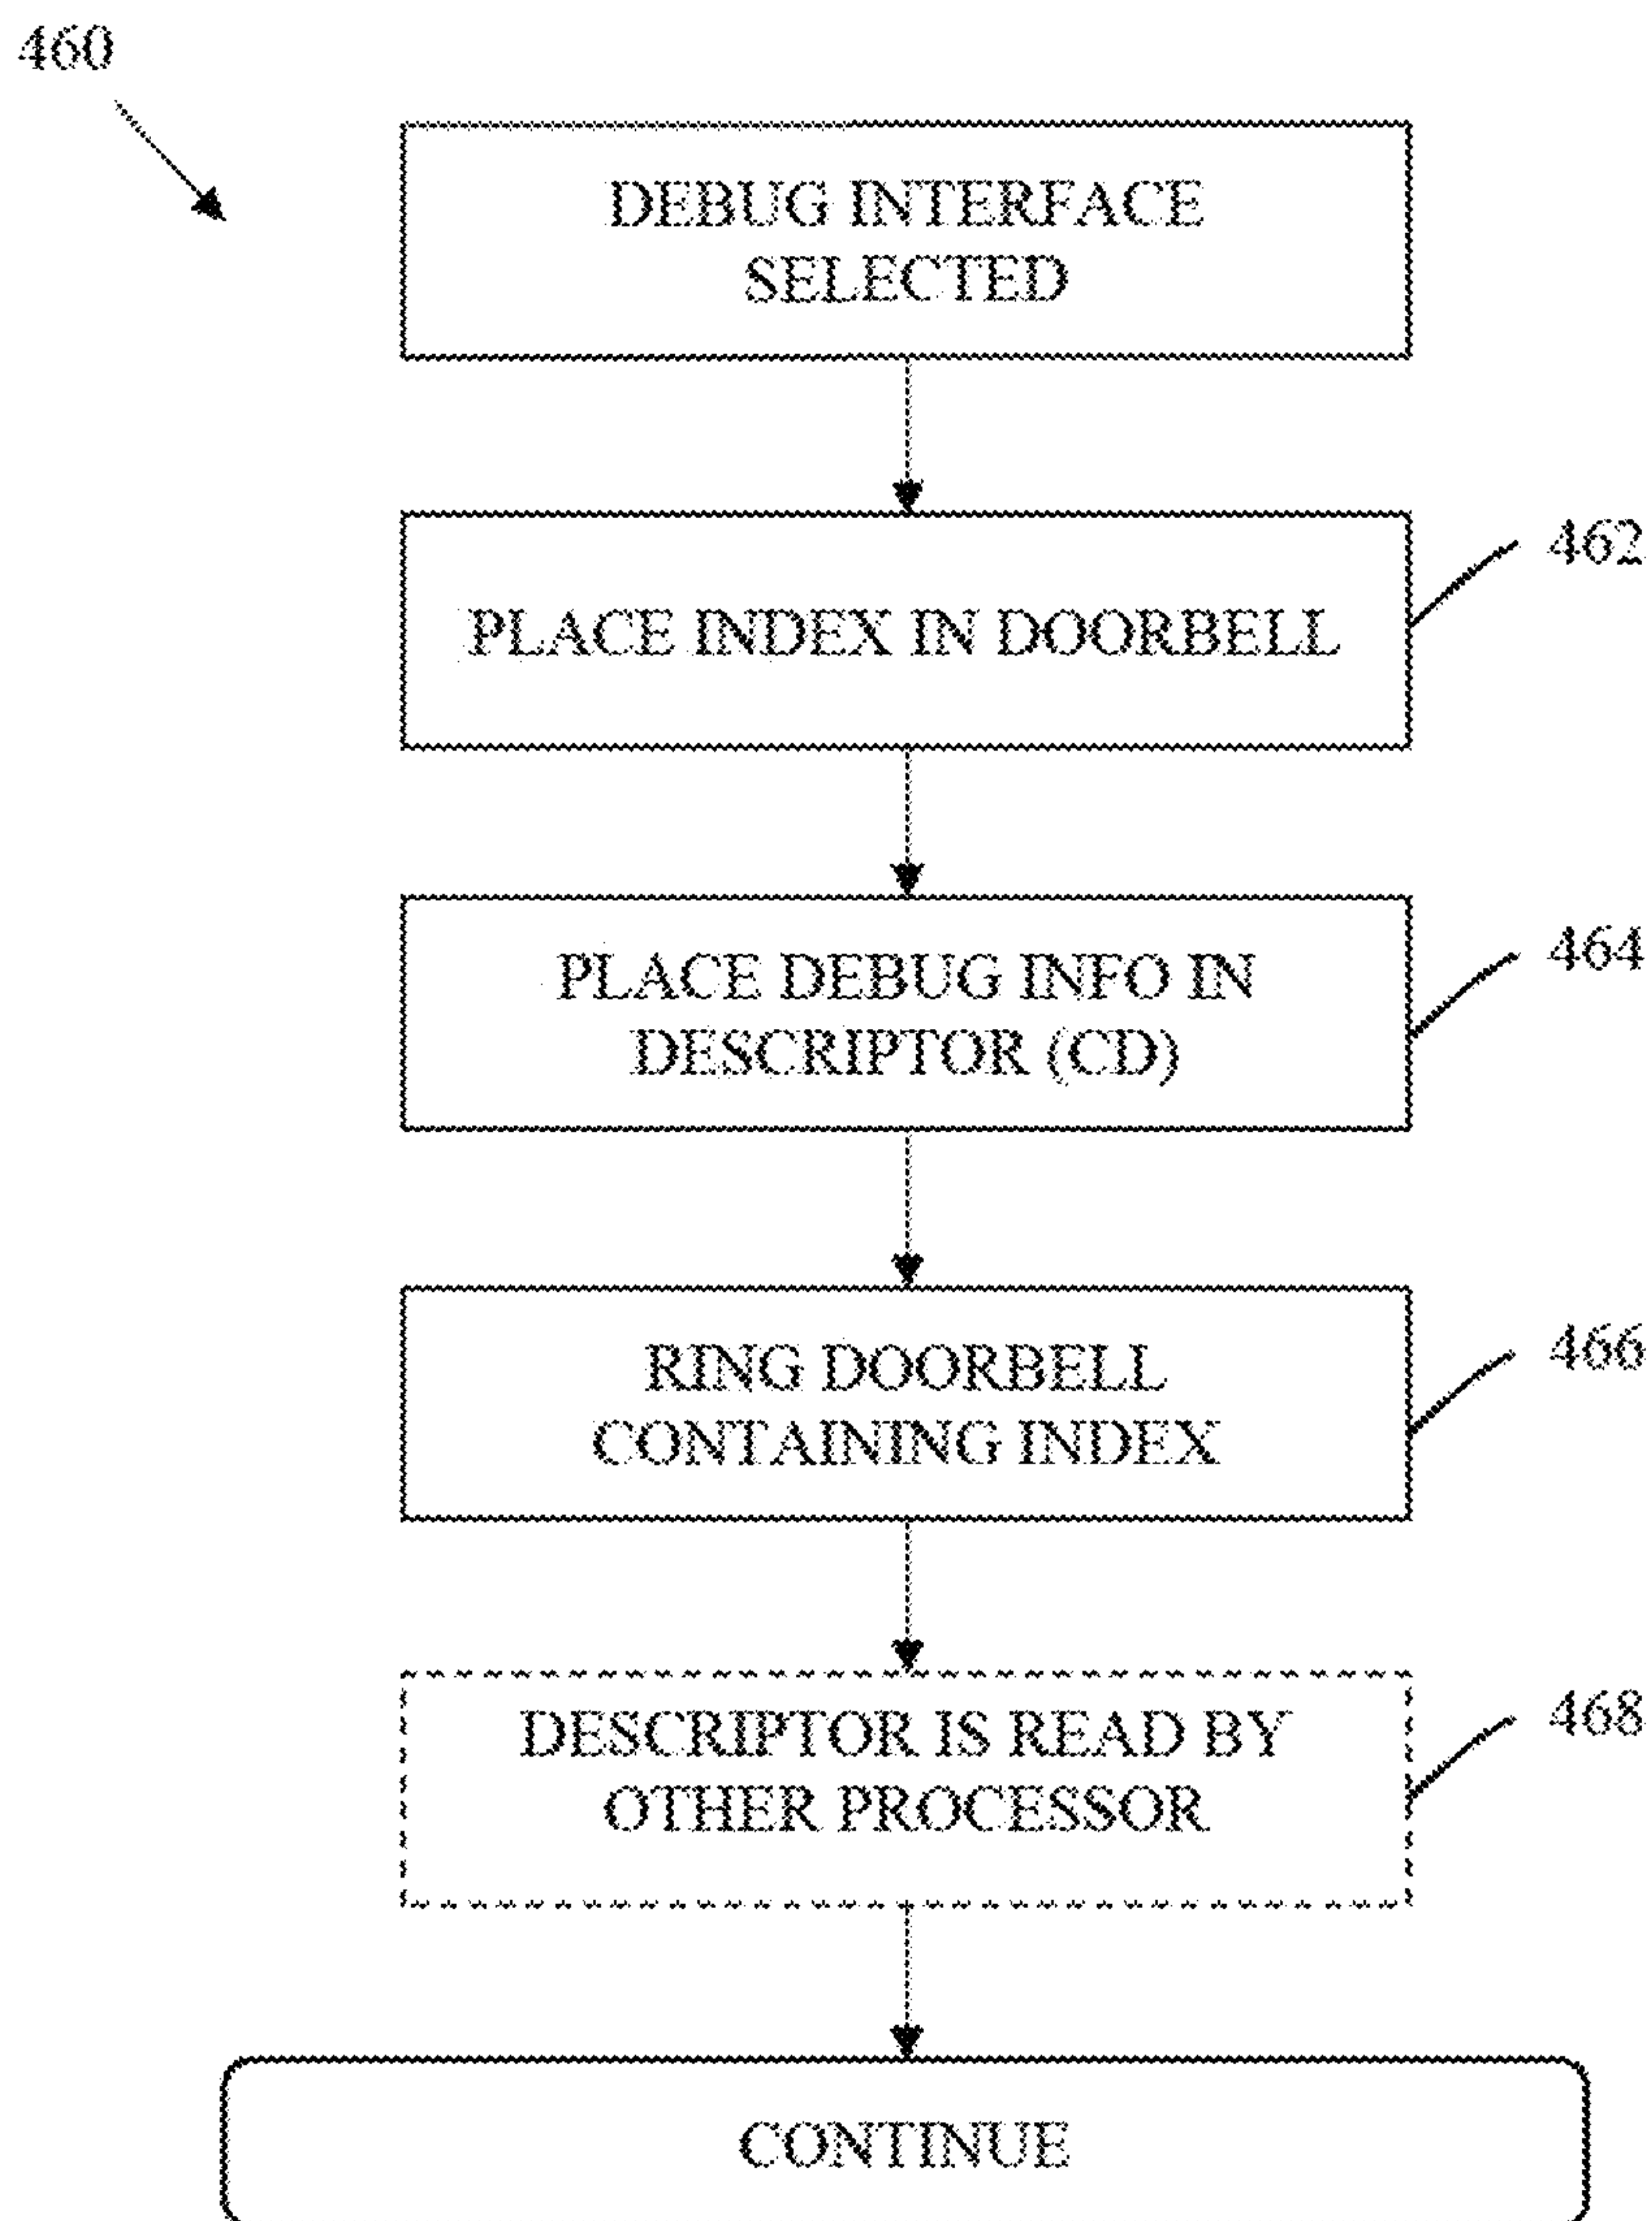 460
DEBUG INTERFACE
SELECTED
PLACE INDEX IN DOORBELL
462
PLACE DEBUG INFO IN
DESCRIPTOR (CD)
464
RING DOORBELL
CONTAINING INDEX
466
DESCRIPTOR IS READ BY
OTHER PROCESSOR
468
CONTINUE